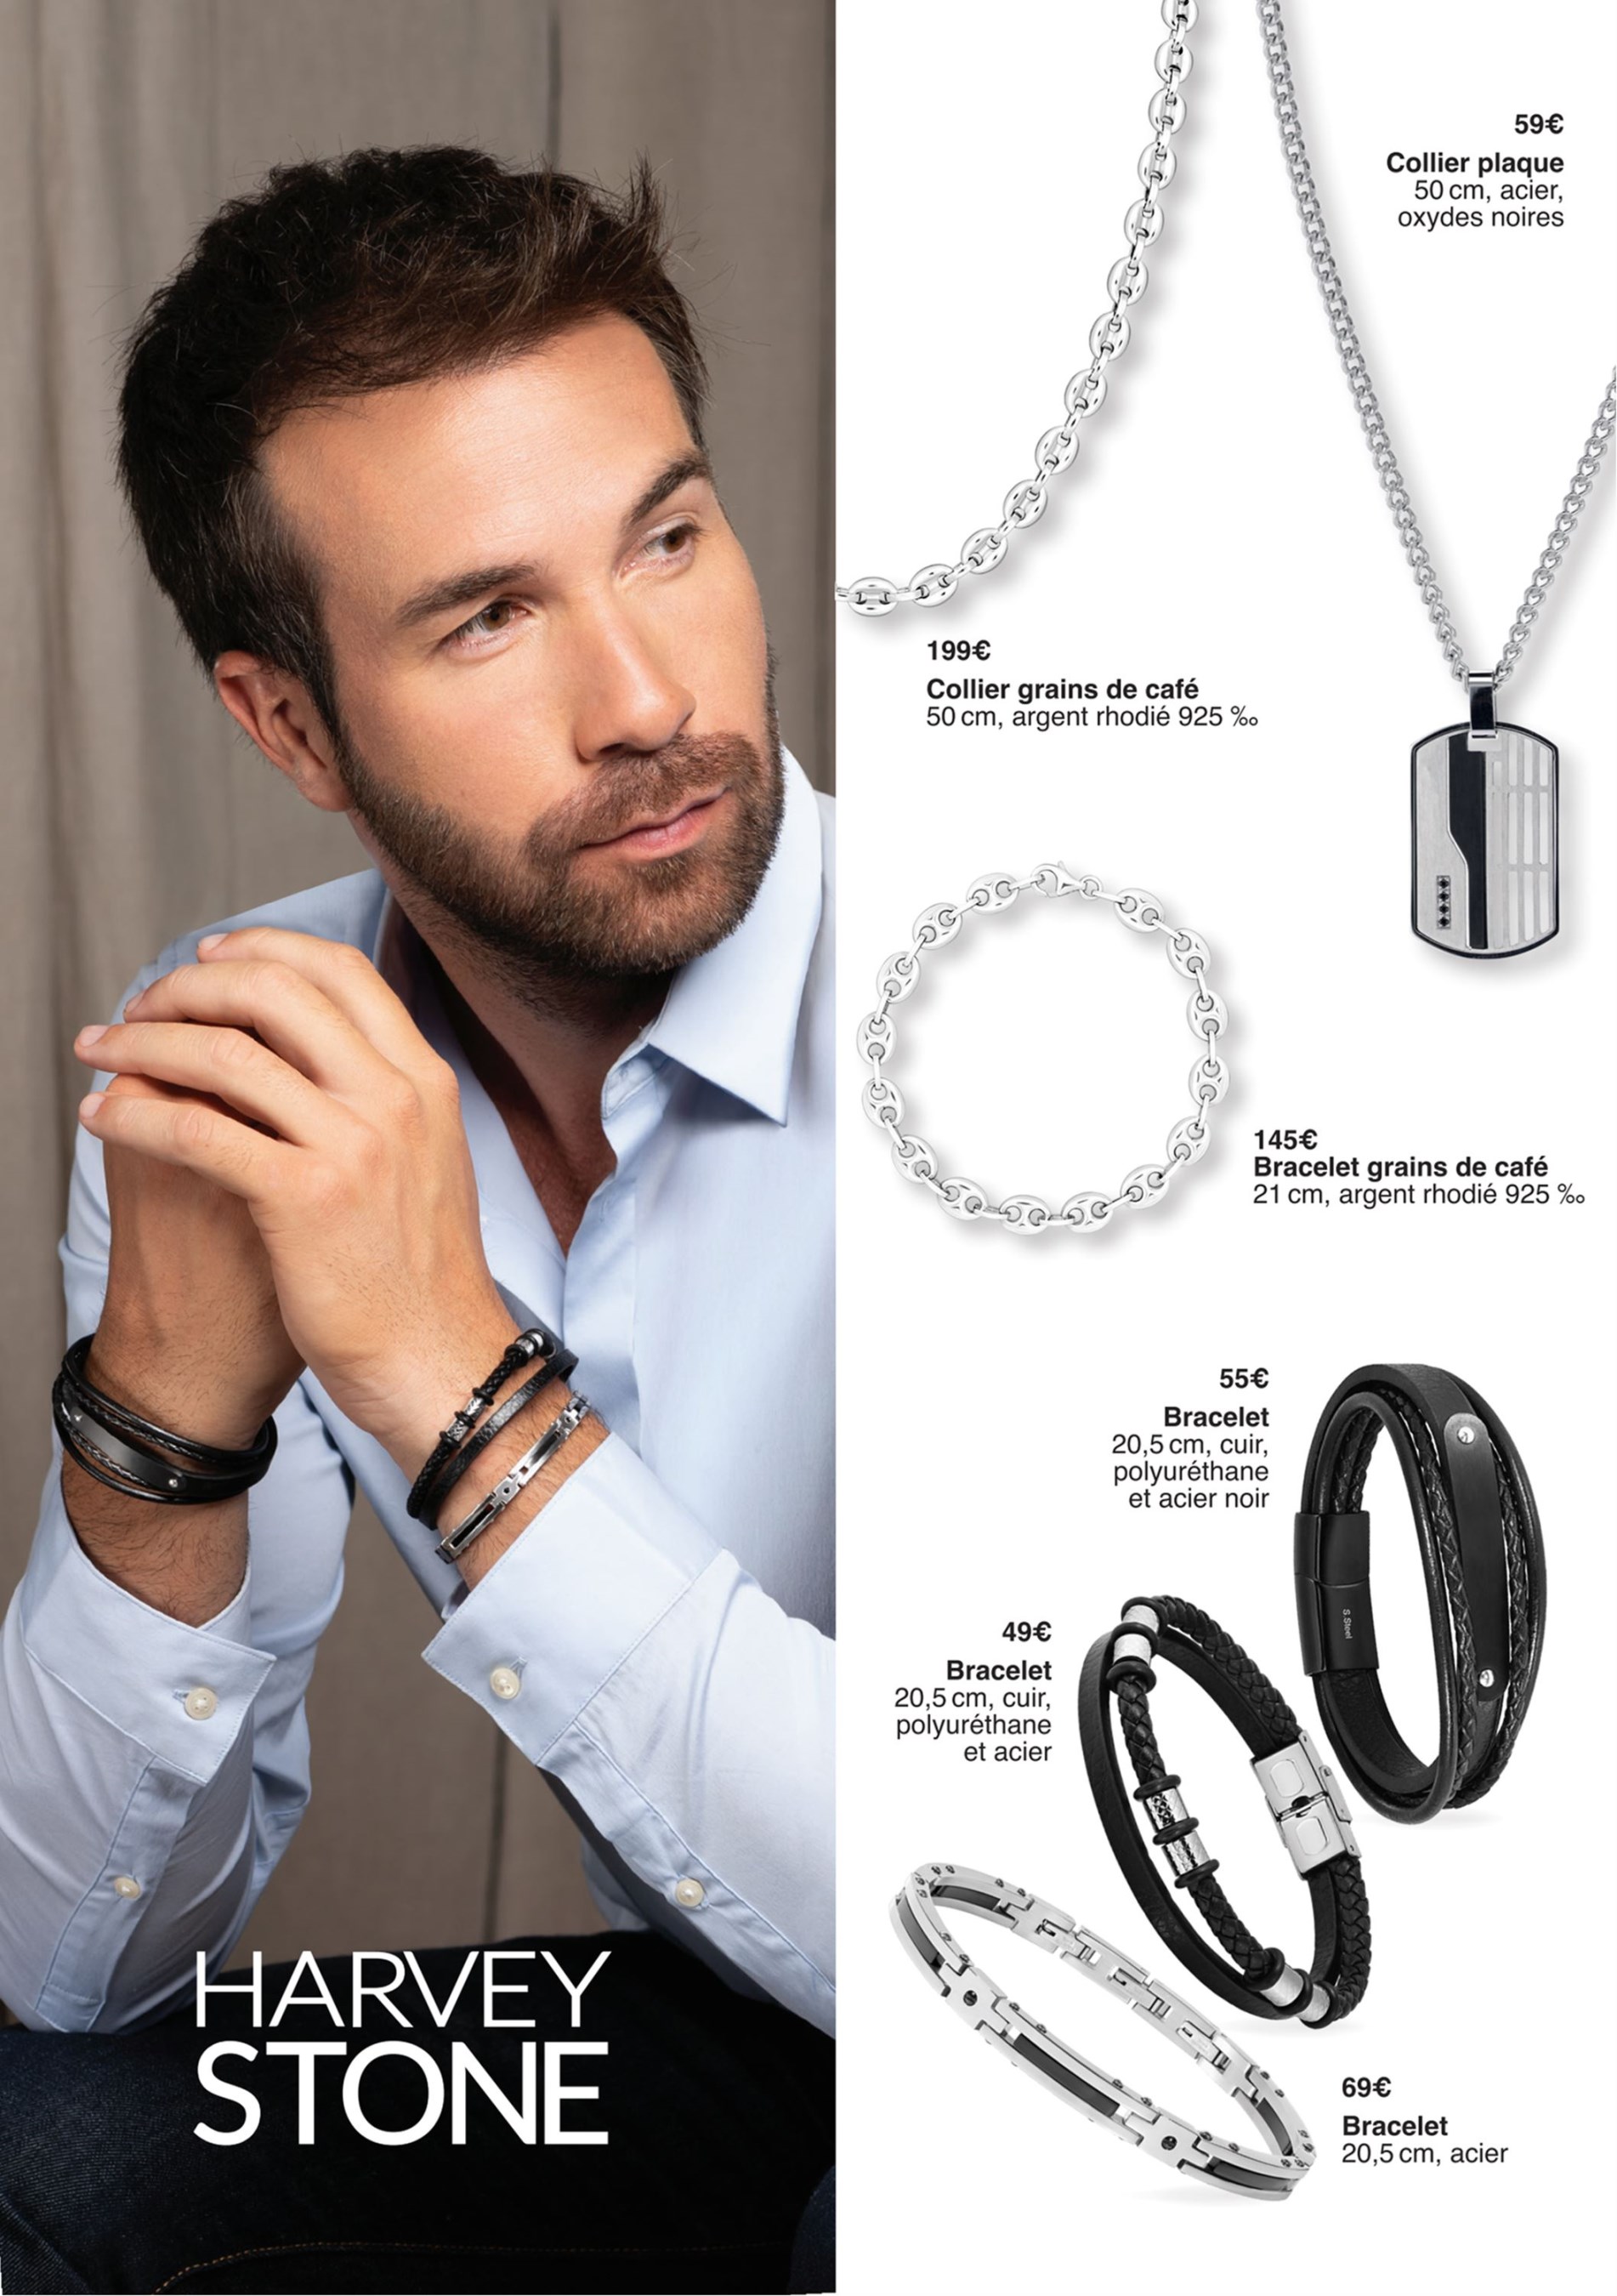 59€
Collier plaque
50 cm, acier,
oxydes noires
199€
Collier grains de café
50 cm, argent rhodié 925 ‰
145€
Bracelet grains de café
21 cm, argent rhodié 925 ‰
55€
Bracelet
20,5 cm, cuir,
polyuréthane
et acier noir
S.Steel
49€
Bracelet
20,5 cm, cuir,
polyuréthane
et acier
69€
Bracelet
20,5 cm, acier
HARVEY
STONE